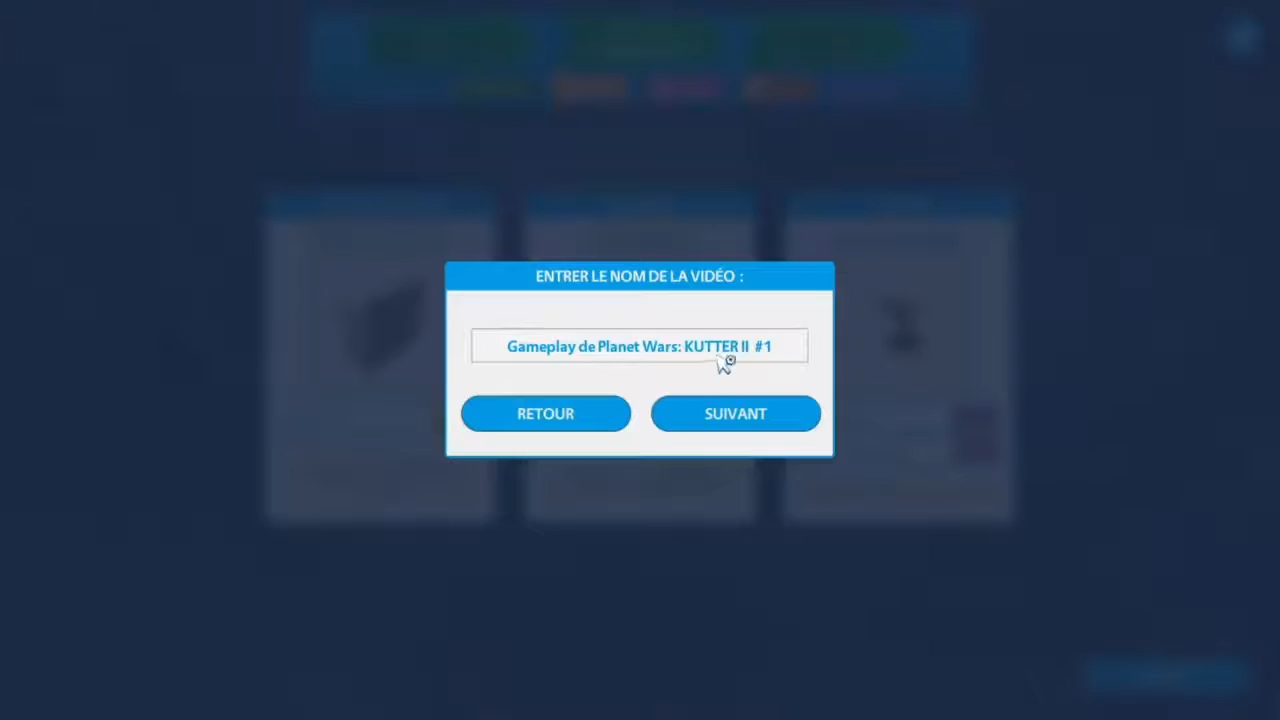 ENTRER LE NOM DE LA VIDÉO :
Gameplay de Planet Wars: KUTTER II #1
RETOUR
SUIVANT